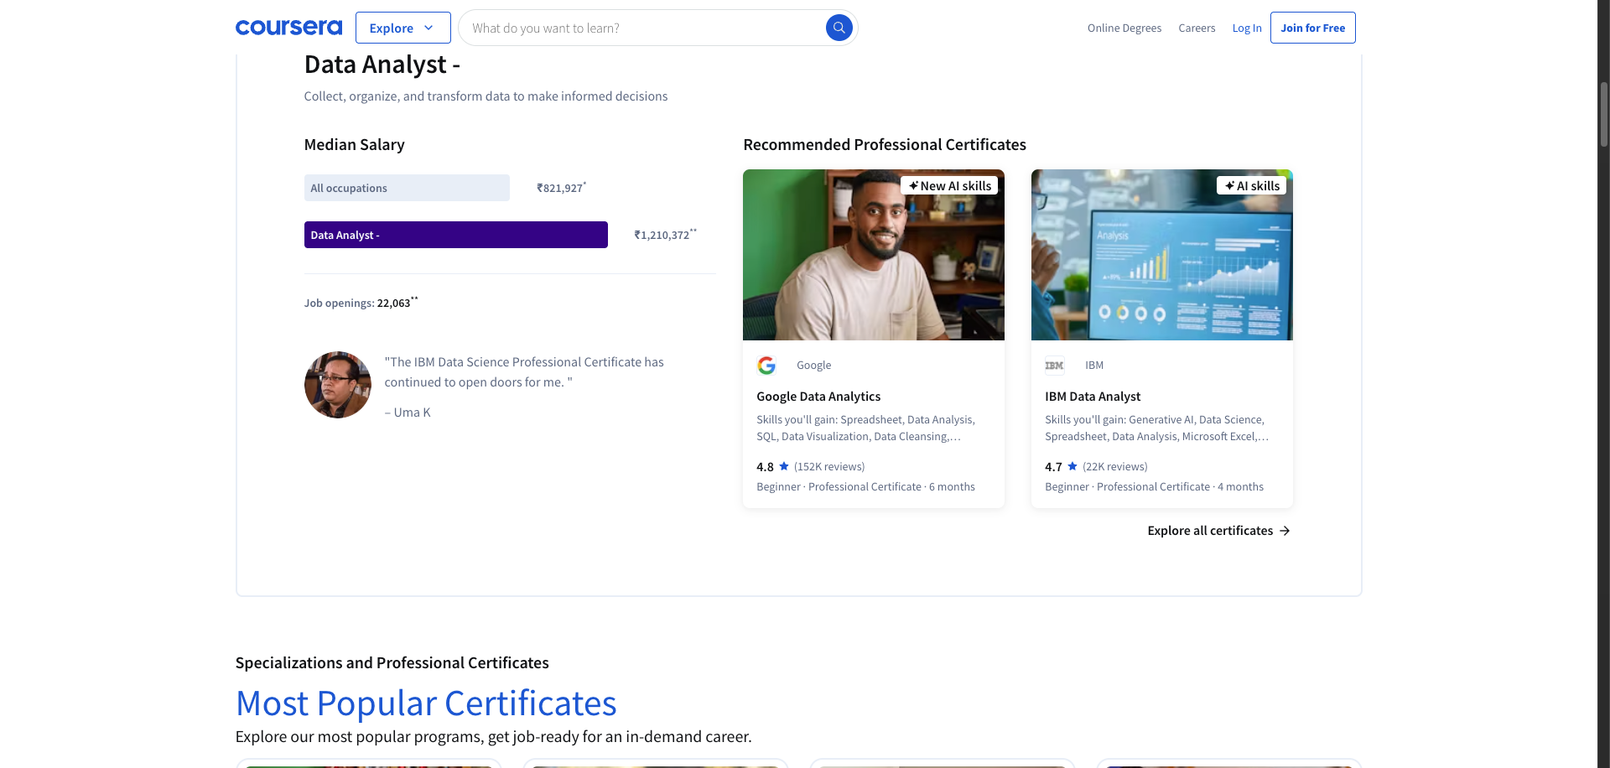 coursera
Explore
What do you want to learn?
Online Degrees
Careers
Log In
Join for Free
Data Analyst -
Collect, organize, and transform data to make informed decisions
Median Salary
All occupations
₹821,927*
Data Analyst -
₹1,210,372**
Job openings: 22,063**
"The IBM Data Science Professional Certificate has
continued to open doors for me. "
– Uma K
Recommended Professional Certificates
New AI skills
Google
Google Data Analytics
Skills you'll gain: Spreadsheet, Data Analysis,
SQL, Data Visualization, Data Cleansing,…
4.8 ★ (152K reviews)
Beginner · Professional Certificate · 6 months
AI skills
Analysis
IBM
IBM
IBM Data Analyst
Skills you'll gain: Generative AI, Data Science,
Spreadsheet, Data Analysis, Microsoft Excel,…
4.7 ★ (22K reviews)
Beginner · Professional Certificate · 4 months
Explore all certificates →
Specializations and Professional Certificates
Most Popular Certificates
Explore our most popular programs, get job-ready for an in-demand career.